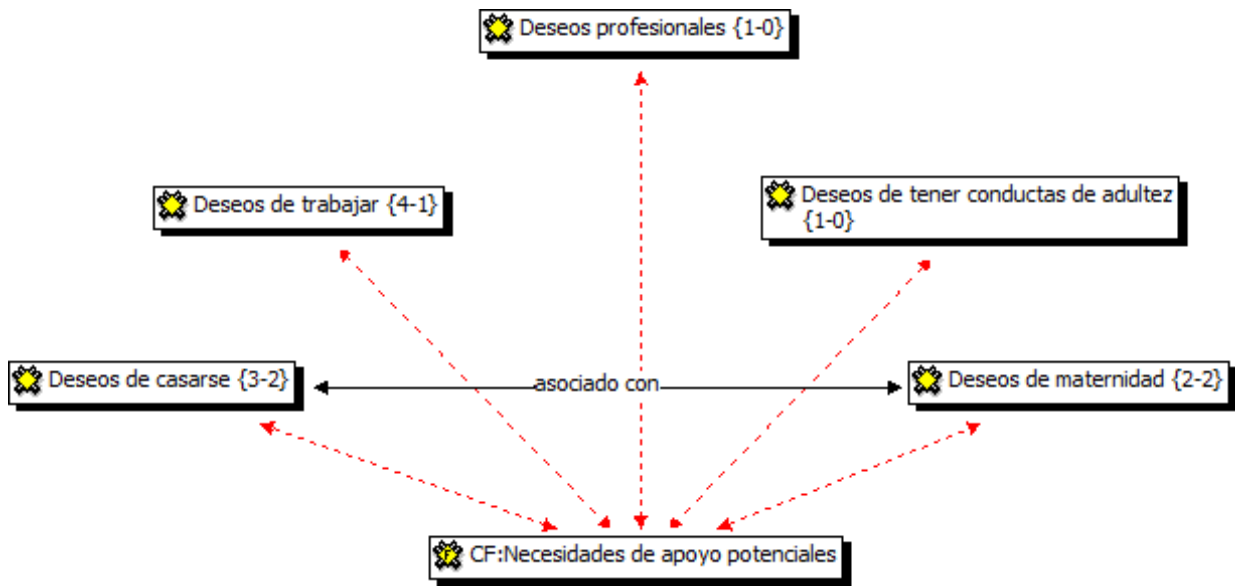 Deseos profesionales {1-0}
Deseos de trabajar {4-1}
Deseos de tener conductas de adultez
{1-0}
Deseos de casarse {3-2}
asociado con
Deseos de maternidad {2-2}
CF:Necesidades de apoyo potenciales